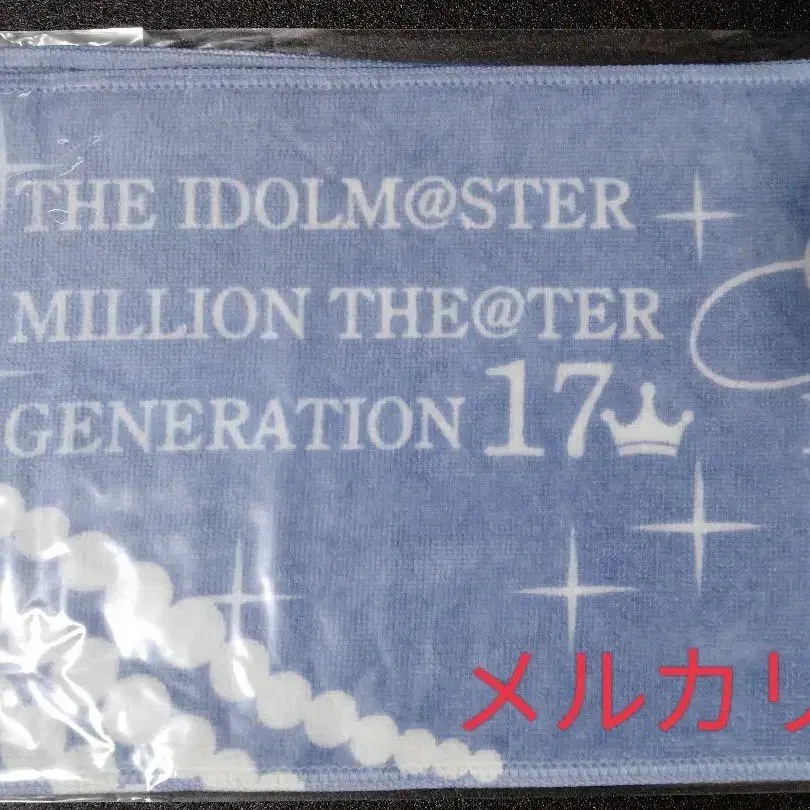 THE IDOLM@STER
MILLION THE@TER
GENERATION 17
メルカリ